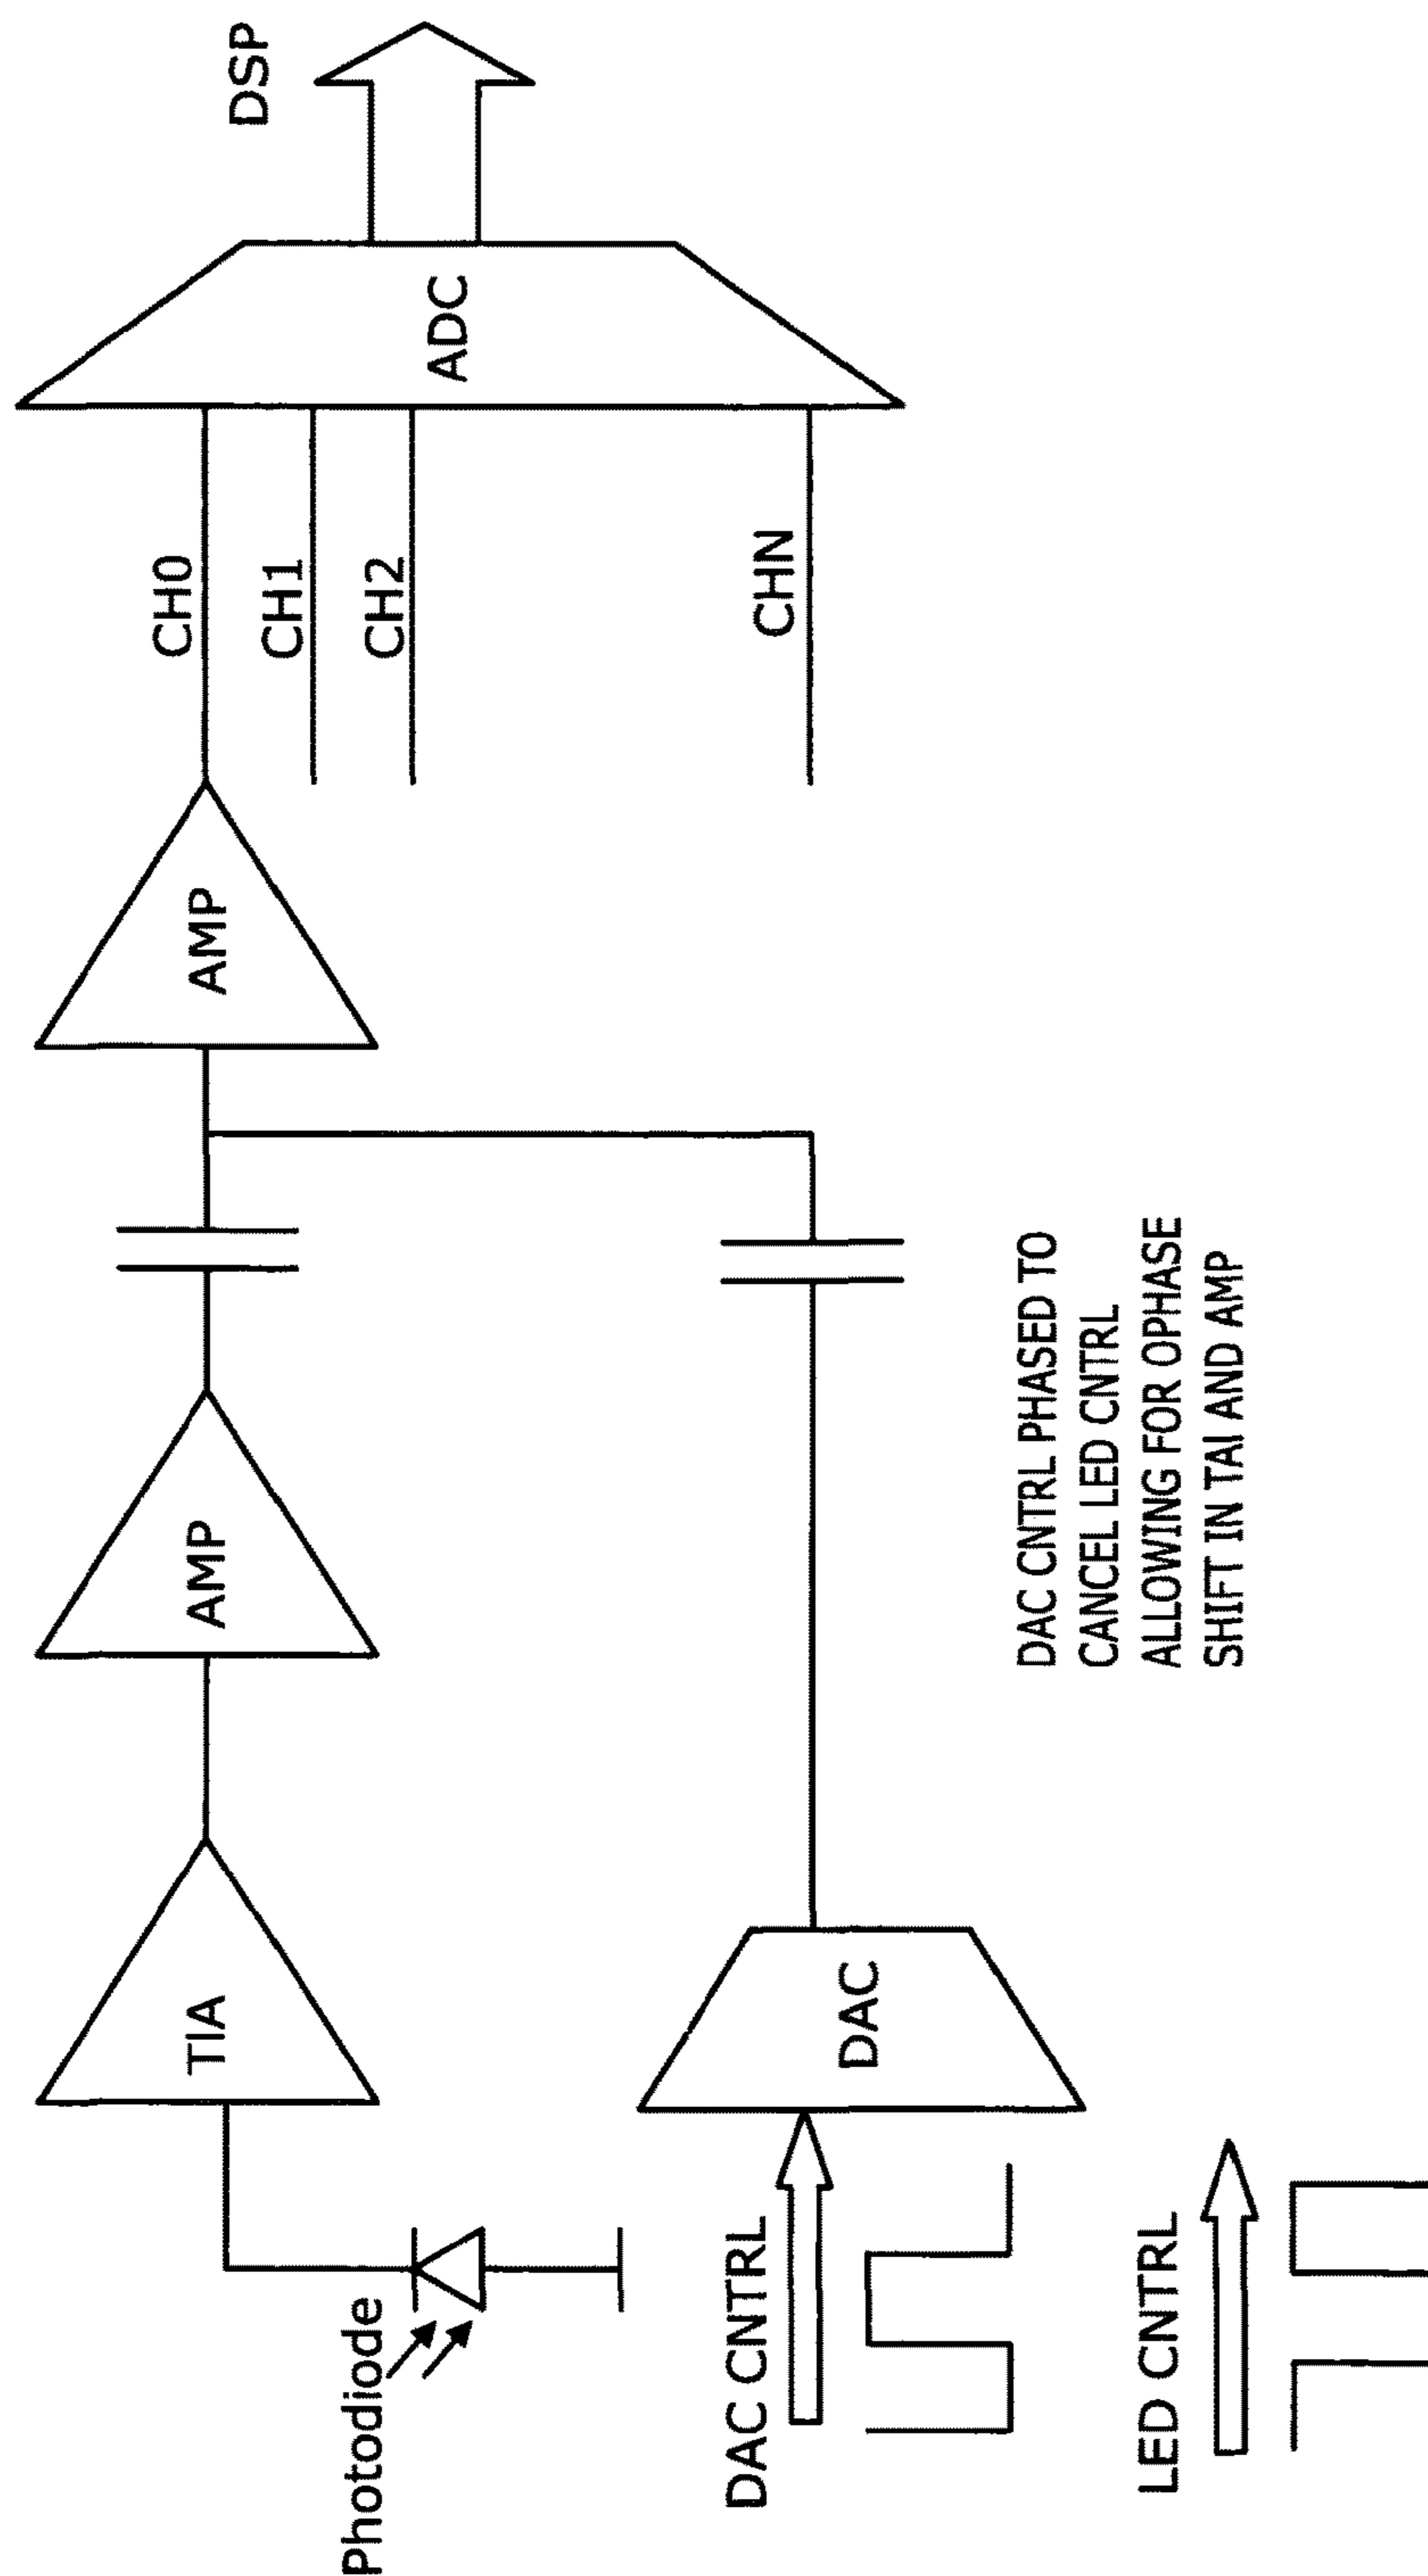 DSP
ADC
CH0
CH1
CH2
CHN
AMP
AMP
TIA
Photodiode
DAC
DAC CNTRL
LED CNTRL
DAC CNTRL PHASED TO
CANCEL LED CNTRL
ALLOWING FOR OPHASE
SHIFT IN TAI AND AMP